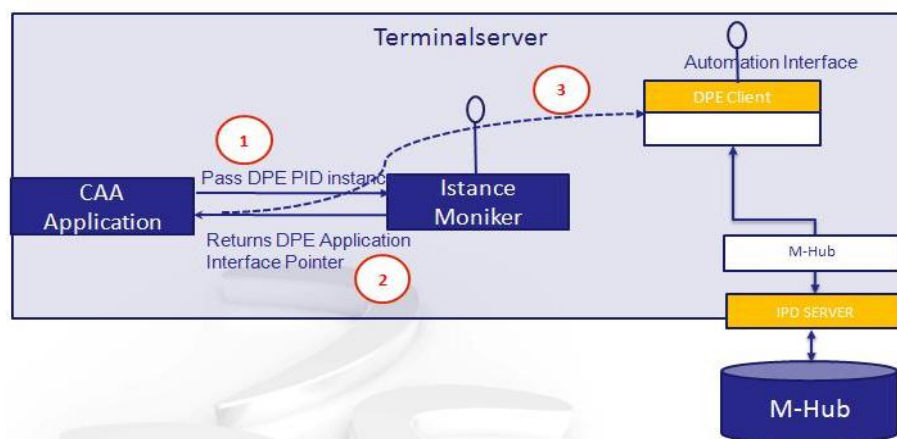 Terminalserver
Automation Interface
DPE Client
3
1
Pass DPE PID instanc
CAA
Application
Istance
Moniker
Returns DPE Application
Interface Pointer
2
M-Hub
IPD SERVER
M-Hub